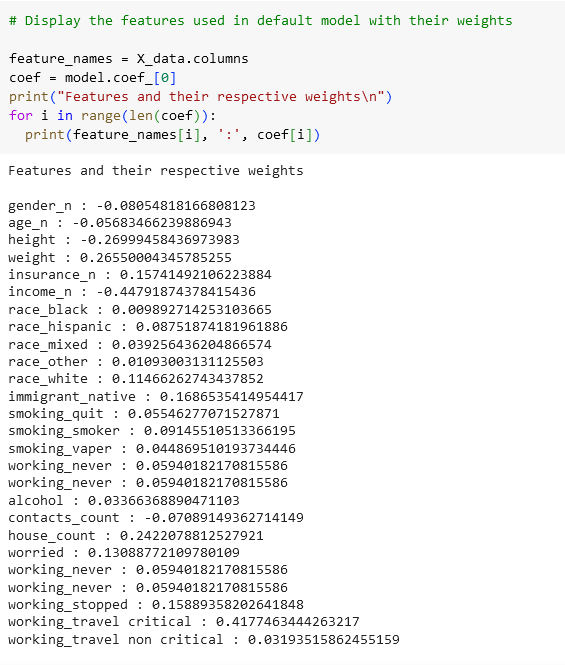 # Display the features used in default model with their weights
feature_names = X_data.columns
coef = model.coef_[0]
print("Features and their respective weights\n")
for i in range(len(coef)):
  print(feature_names[i], ':', coef[i])
Features and their respective weights
gender_n : -0.08054818166808123
age_n : -0.05683466239886943
height : -0.26999458436973983
weight : 0.26550004345785255
insurance_n : 0.15741492106223884
income_n : -0.44791874378415436
race_black : 0.009892714253103665
race_hispanic : 0.08751874181961886
race_mixed : 0.039256436204866574
race_other : 0.01093003131125503
race_white : 0.11466262743437852
immigrant_native : 0.1686535414954417
smoking_quit : 0.05546277071527871
smoking_smoker : 0.09145510513366195
smoking_vaper : 0.044869510193734446
working_never : 0.05940182170815586
working_never : 0.05940182170815586
alcohol : 0.03366368890471103
contacts_count : -0.07089149362714149
house_count : 0.2422078812527921
worried : 0.13088772109780109
working_never : 0.05940182170815586
working_never : 0.05940182170815586
working_stopped : 0.15889358202641848
working_travel critical : 0.4177463444263217
working_travel non critical : 0.03193515862455159